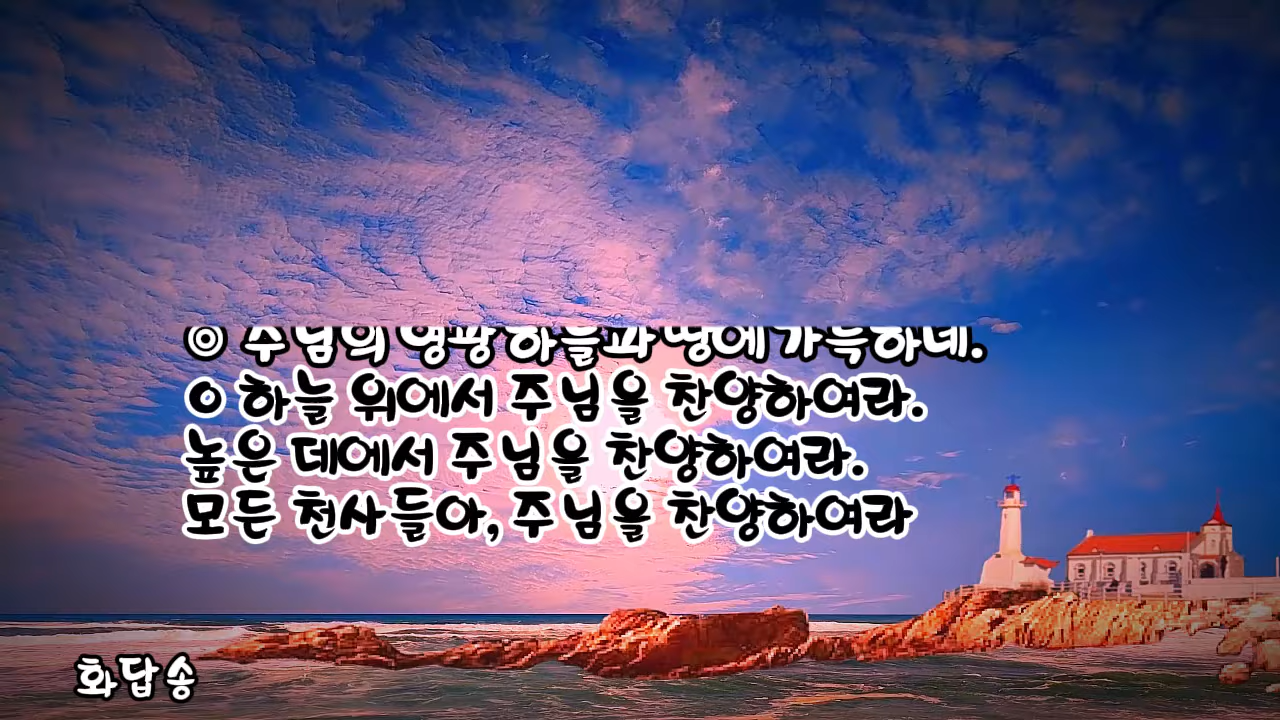 ◎ 주님의 영광 하늘과 땅에 가득하네.
○ 하늘 위에서 주님을 찬양하여라.
높은 데에서 주님을 찬양하여라.
모든 천사들아, 주님을 찬양하여라
화답송